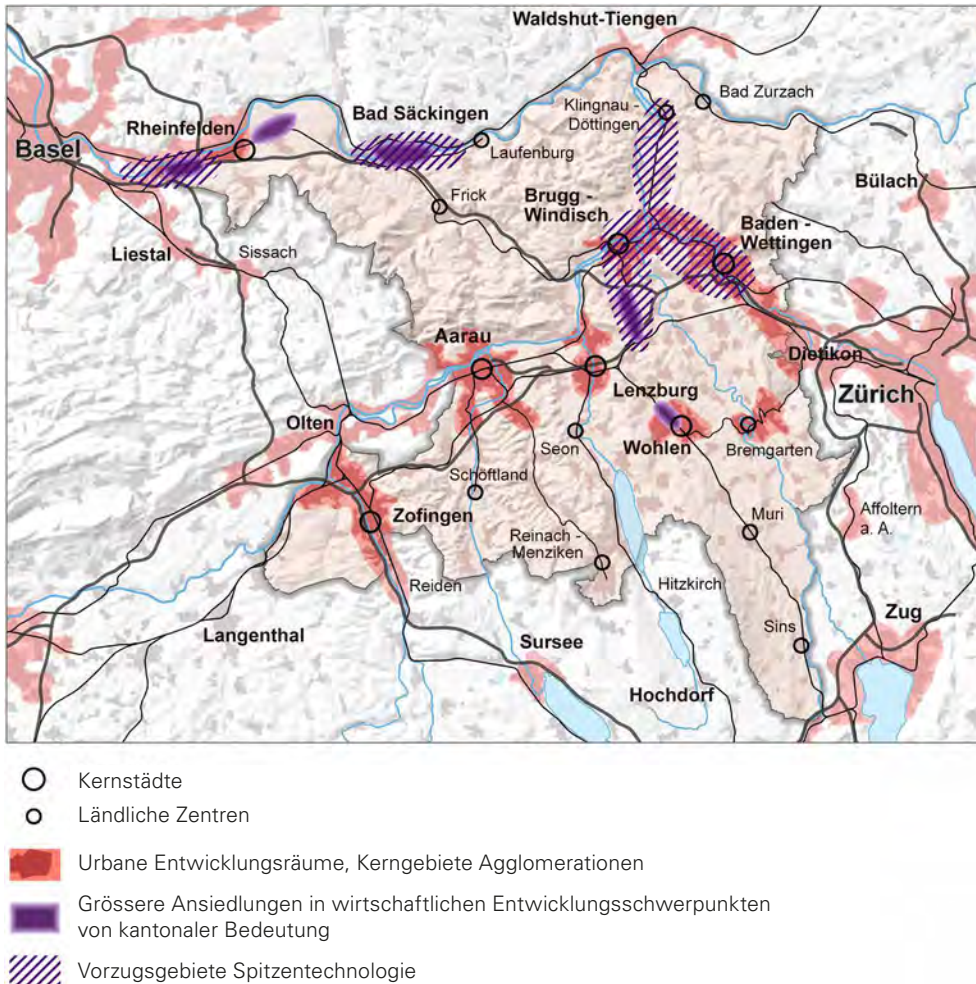 Waldshut-Tiengen
Bad Zurzach
Klingnau -
Döttingen
Bad Säckingen
Rheinfelden
Basel
Laufenburg
Bülach
Frick
Brugg -
Windisch
Baden -
Wettingen
Liestal
Sissach
Aarau
Dietikon
Zürich
Lenzburg
Olten
Wohlen
Bremgarten
Seon
Schöftland
Zofingen
Muri
Affoltern
a. A.
Reinach -
Menziken
Reiden
Hitzkirch
Langenthal
Sins
Zug
Sursee
Hochdorf
Kernstädte
Ländliche Zentren
Urbane Entwicklungsräume, Kerngebiete Agglomerationen
Grössere Ansiedlungen in wirtschaftlichen Entwicklungsschwerpunkten
von kantonaler Bedeutung
Vorzugsgebiete Spitzentechnologie